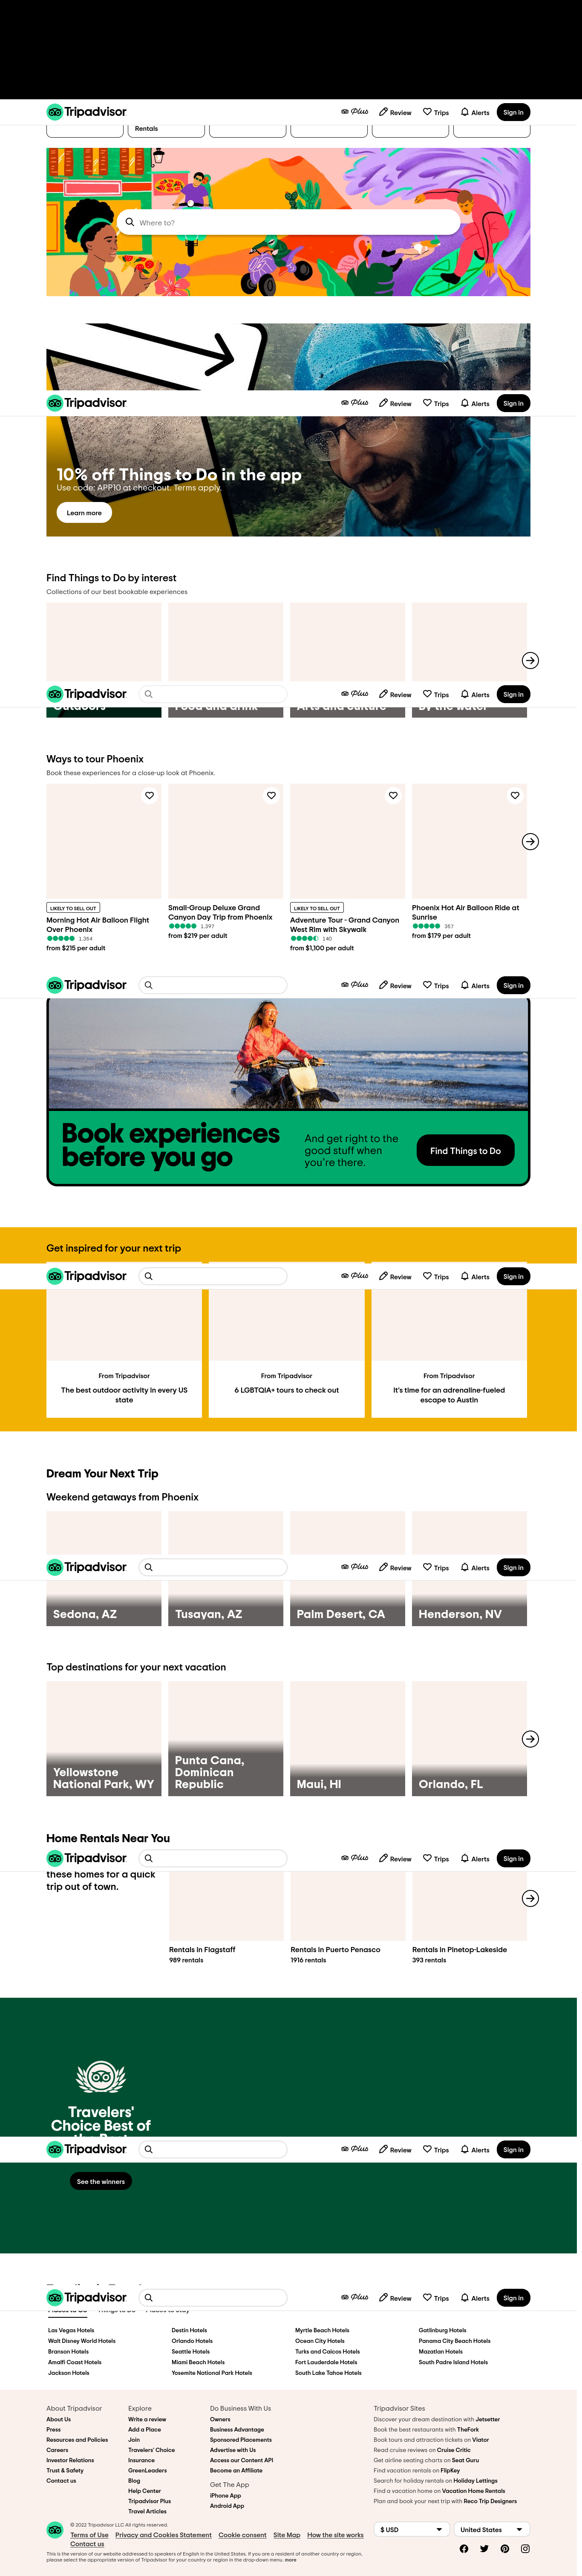 Tripadvisor
Plus Review Trips Alerts Sign in
Rentals
Where to?
Tripadvisor
Plus Review Trips Alerts Sign in
10% off Things to Do in the app
Use code: APP10 at checkout. Terms apply.
Learn more
Find Things to Do by interest
Collections of our best bookable experiences
Tripadvisor
Plus Review Trips Alerts Sign in
Outdoors
Food and drink
Arts and culture
By the water
Ways to tour Phoenix
Book these experiences for a close-up look at Phoenix.
LIKELY TO SELL OUT
Morning Hot Air Balloon Flight
Over Phoenix
1,354
from $215 per adult
Small-Group Deluxe Grand
Canyon Day Trip from Phoenix
1,397
from $219 per adult
LIKELY TO SELL OUT
Adventure Tour - Grand Canyon
West Rim with Skywalk
140
from $1,100 per adult
Phoenix Hot Air Balloon Ride at
Sunrise
357
from $179 per adult
Tripadvisor
Plus Review Trips Alerts Sign in
Book experiences
before you go
And get right to the
good stuff when
you're there.
Find Things to Do
Get inspired for your next trip
Tripadvisor
Plus Review Trips Alerts Sign in
From Tripadvisor
The best outdoor activity in every US
state
From Tripadvisor
6 LGBTQIA+ tours to check out
From Tripadvisor
It's time for an adrenaline-fueled
escape to Austin
Dream Your Next Trip
Weekend getaways from Phoenix
Tripadvisor
Plus Review Trips Alerts Sign in
Sedona, AZ
Tusayan, AZ
Palm Desert, CA
Henderson, NV
Top destinations for your next vacation
Yellowstone
National Park, WY
Punta Cana,
Dominican
Republic
Maui, HI
Orlando, FL
Home Rentals Near You
Tripadvisor
Plus Review Trips Alerts Sign in
these homes for a quick
trip out of town.
Rentals in Flagstaff
989 rentals
Rentals in Puerto Penasco
1916 rentals
Rentals in Pinetop-Lakeside
393 rentals
Travelers'
Choice Best of
Tripadvisor
Plus Review Trips Alerts Sign in
See the winners
Tripadvisor
Plus Review Trips Alerts Sign in
Las Vegas Hotels
Walt Disney World Hotels
Branson Hotels
Amalfi Coast Hotels
Jackson Hotels
Destin Hotels
Orlando Hotels
Seattle Hotels
Miami Beach Hotels
Yosemite National Park Hotels
Myrtle Beach Hotels
Ocean City Hotels
Turks and Caicos Hotels
Fort Lauderdale Hotels
South Lake Tahoe Hotels
Gatlinburg Hotels
Panama City Beach Hotels
Mazatlan Hotels
South Padre Island Hotels
About Tripadvisor
About Us
Press
Resources and Policies
Careers
Investor Relations
Trust & Safety
Contact us
Explore
Write a review
Add a Place
Join
Travelers' Choice
Insurance
GreenLeaders
Blog
Help Center
Tripadvisor Plus
Travel Articles
Do Business With Us
Owners
Business Advantage
Sponsored Placements
Advertise with Us
Access our Content API
Become an Affiliate
Get The App
iPhone App
Android App
Tripadvisor Sites
Discover your dream destination with Jetsetter
Book the best restaurants with TheFork
Book tours and attraction tickets on Viator
Read cruise reviews on Cruise Critic
Get airline seating charts on Seat Guru
Find vacation rentals on FlipKey
Search for holiday rentals on Holiday Lettings
Find a vacation home on Vacation Home Rentals
Plan and book your next trip with Reco Trip Designers
© 2022 Tripadvisor LLC All rights reserved.
Terms of Use Privacy and Cookies Statement Cookie consent Site Map How the site works
Contact us
This is the version of our website addressed to speakers of English in the United States. If you are a resident of another country or region,
please select the appropriate version of Tripadvisor for your country or region in the drop-down menu. more
$ USD
United States